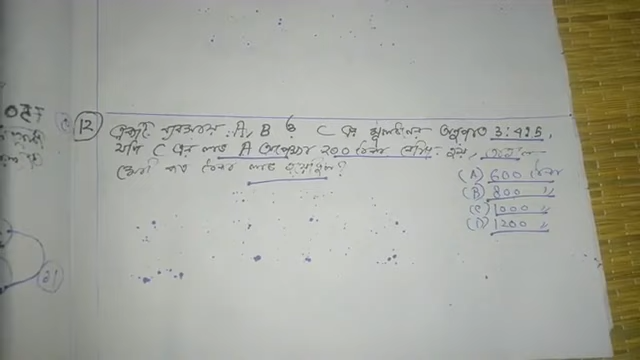 12 একটি ব্যবসায় A, B ও C এর মূলধনের অনুপাত 3:4:5,
যদি C এর লাভ A অপেক্ষা 200 টাকা বেশি হয়,
মোট কত টাকা লাভ হয়েছিল?
(A) 600 টাকা
(B) 800 "
(C) 1000 "
(D) 1200 "